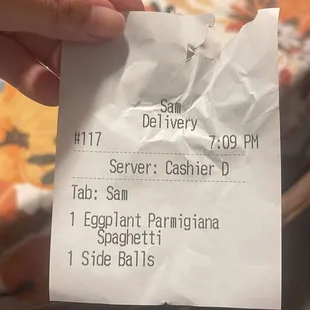 Sam
Delivery
#117 7:09 PM
Server: Cashier D
Tab: Sam
1 Eggplant Parmigiana
Spaghetti
1 Side Balls